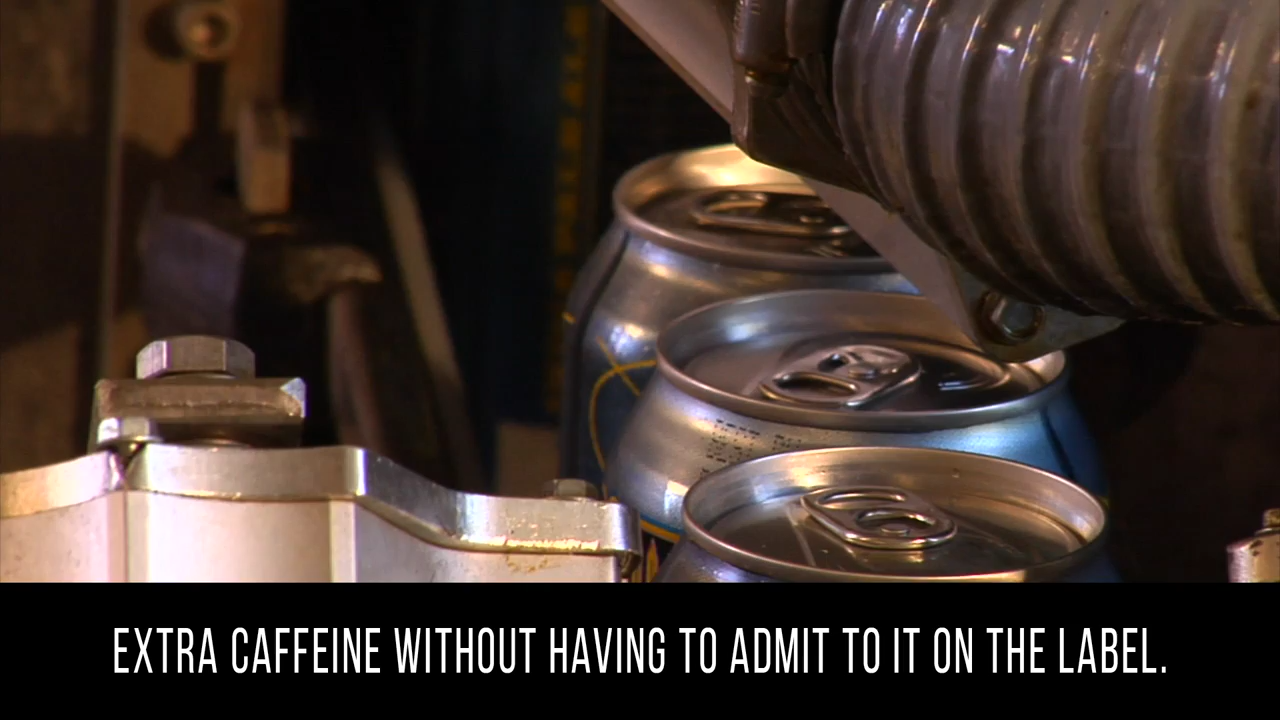 EXTRA CAFFEINE WITHOUT HAVING TO ADMIT TO IT ON THE LABEL.